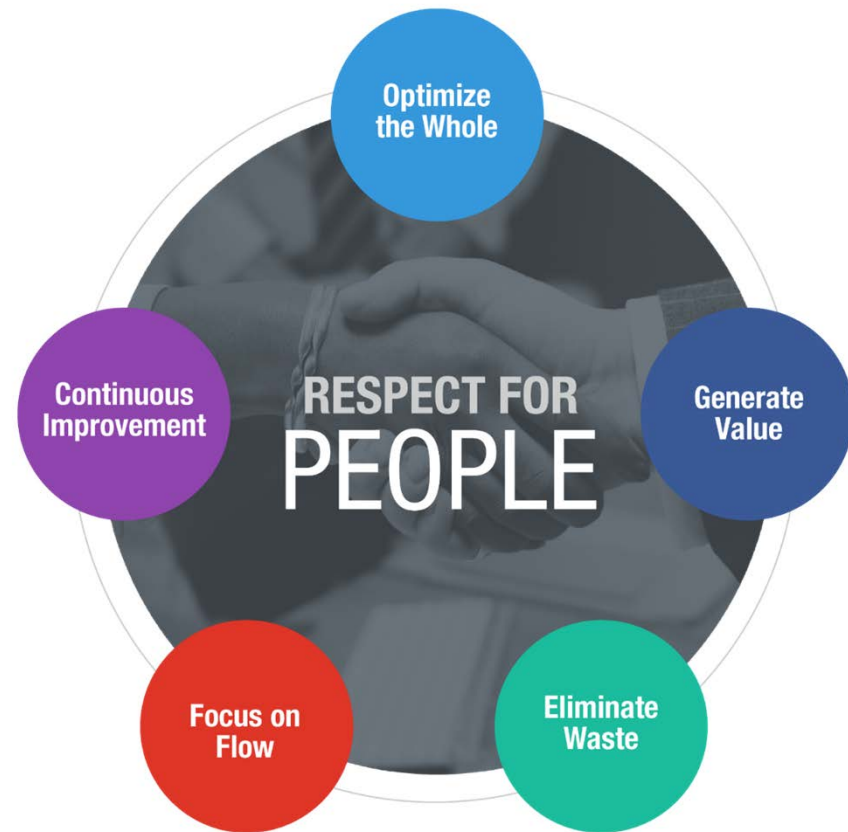 Optimize
the Whole
Continuous
Improvement
RESPECT FOR
PEOPLE
Generate
Value
Focus on
Flow
Eliminate
Waste